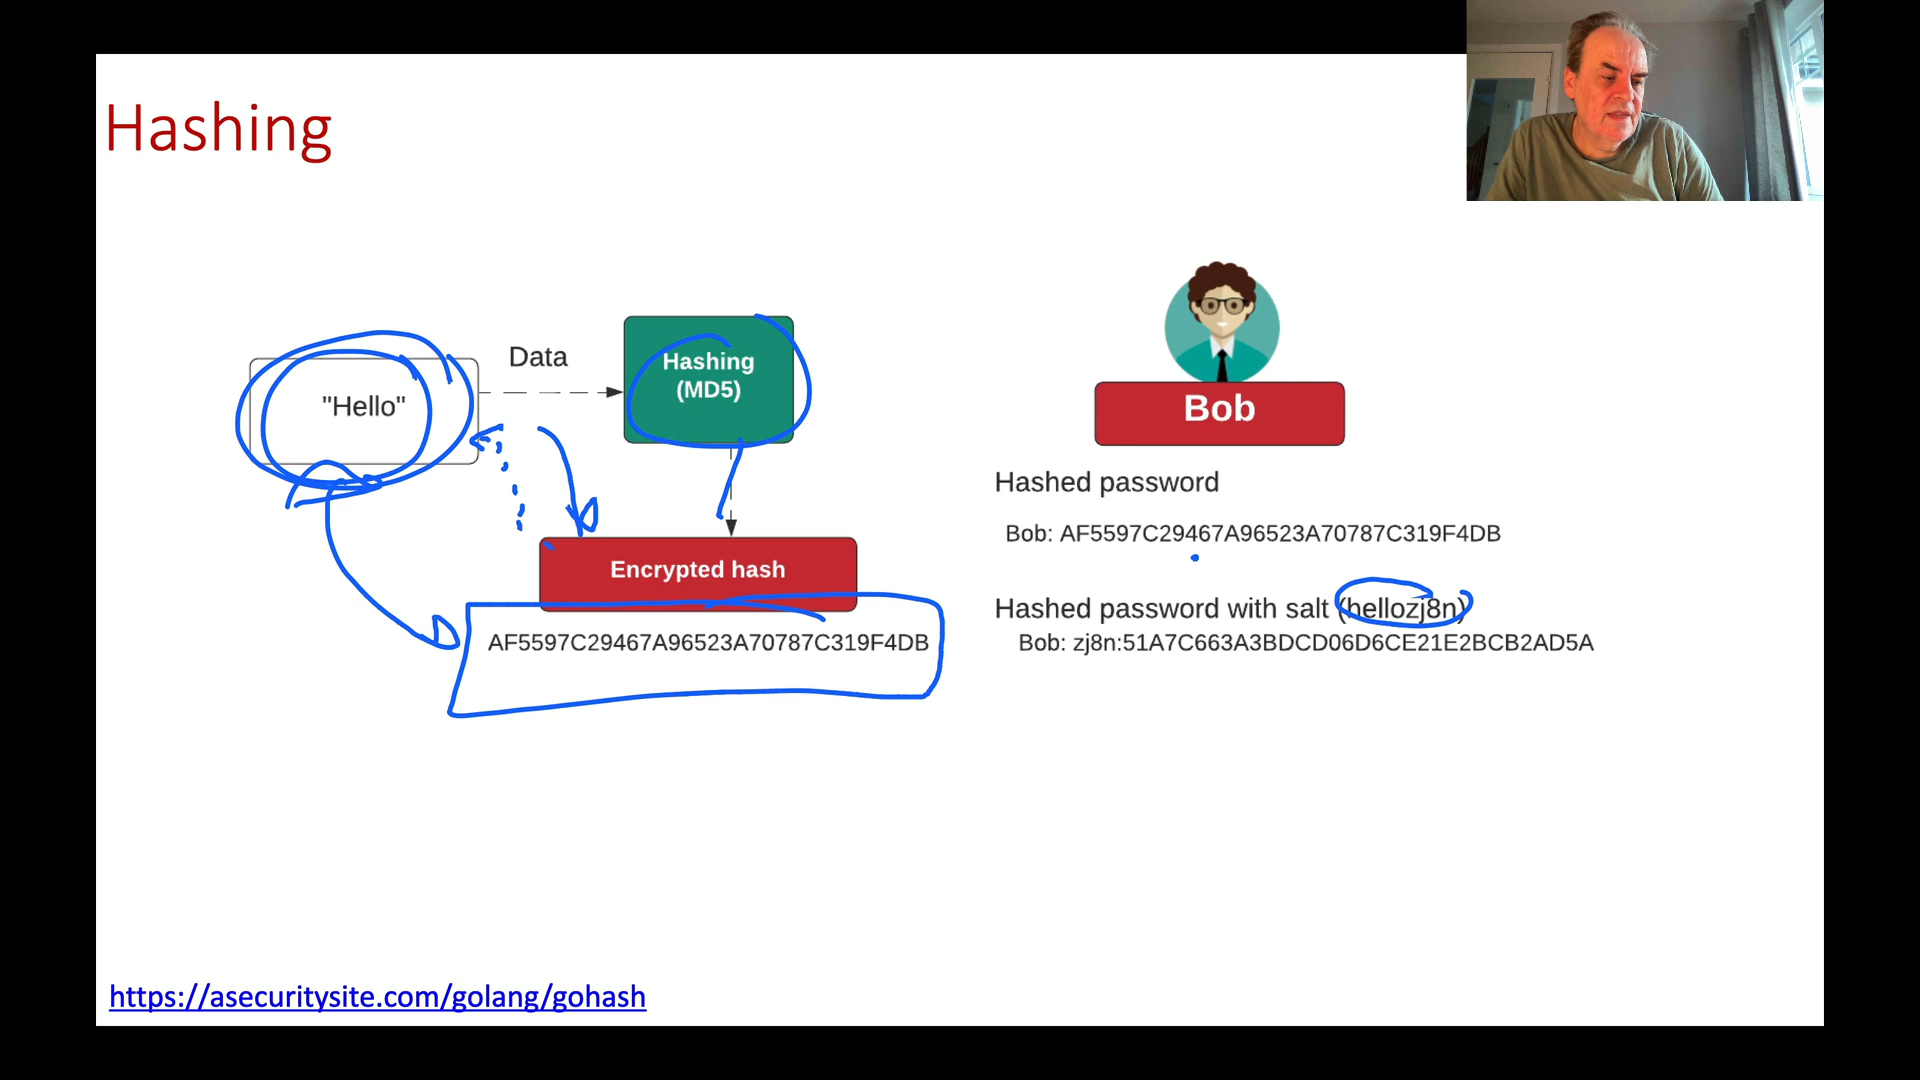 Hashing
"Hello"
Data
Hashing
(MD5)
Encrypted hash
AF5597C29467A96523A70787C319F4DB
Bob
Hashed password
Bob: AF5597C29467A96523A70787C319F4DB
Hashed password with salt (hellozj8n)
Bob: zj8n:51A7C663A3BDCD06D6CE21E2BCB2AD5A
https://asecuritysite.com/golang/gohash